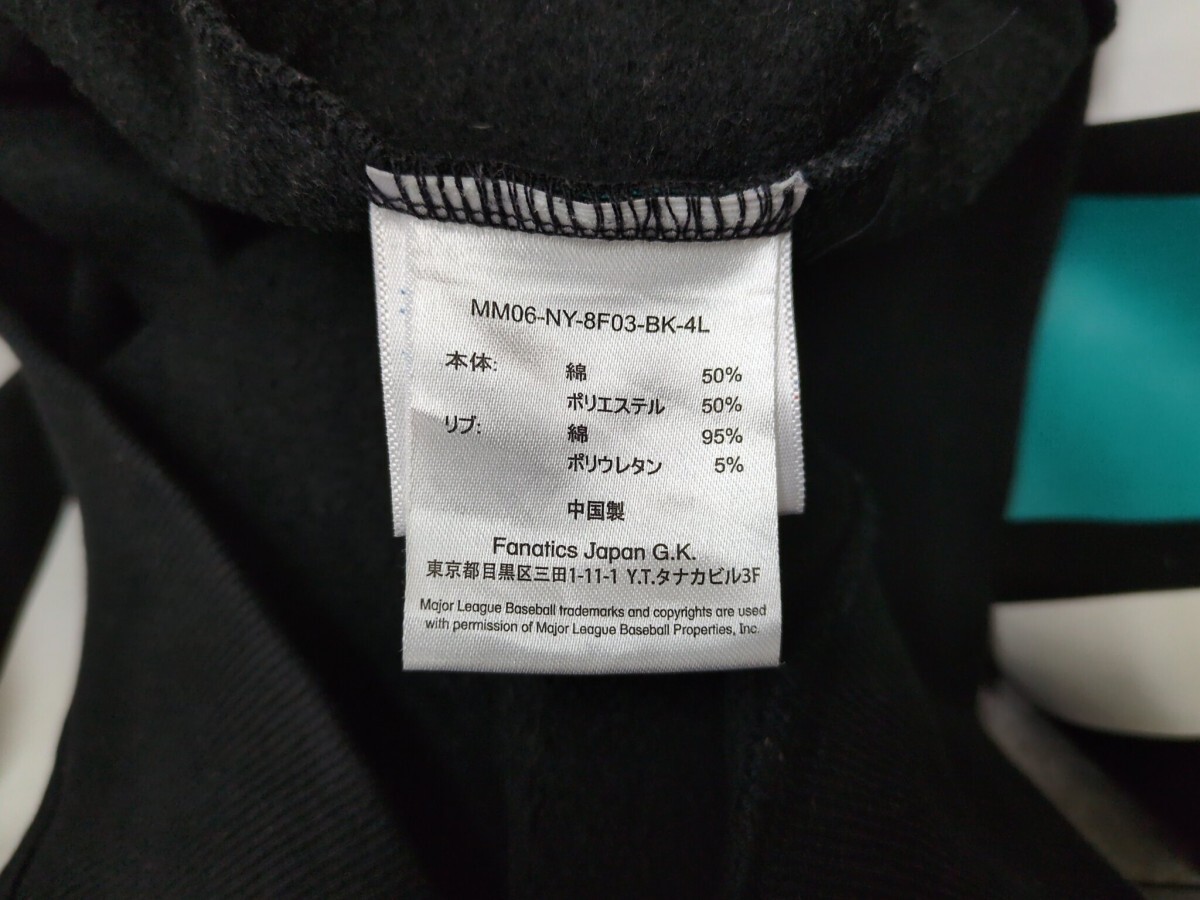 MM06-NY-8F03-BK-4L
本体: 綿 50%
ポリエステル 50%
リブ: 綿 95%
ポリウレタン 5%
中国製
Fanatics Japan G.K.
東京都目黒区三田1-11-1 Y.T.タナカビル3F
Major League Baseball trademarks and copyrights are used
with permission of Major League Baseball Properties, Inc.